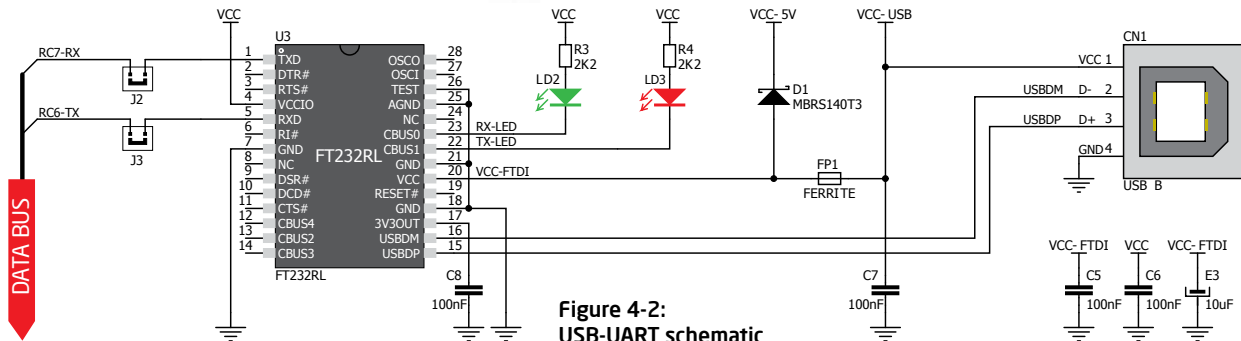 VCC
VCC
VCC
VCC-5V
VCC-USB
U3
CN1
RC7-RX
J2
RC6-TX
J3
DATA BUS
1 TXD
2 DTR#
3 RTS#
4 VCCIO
5 RXD
6 RI#
7 GND
8 NC
9 DSR#
10 DCD#
11 CTS#
12 CBUS4
13 CBUS2
14 CBUS3
FT232RL
OSCO 28
OSCI 27
TEST 26
AGND 25
NC 24
CBUS0 23
CBUS1 22
GND 21
VCC 20
RESET# 19
GND 18
3V3OUT 17
USBDM 16
USBDP 15
FT232RL
RX-LED
TX-LED
VCC-FTDI
R3
2K2
LD2
R4
2K2
LD3
D1
MBRS140T3
FP1
FERRITE
VCC 1
USBDM D- 2
USBDP D+ 3
GND 4
USB B
C8
100nF
C7
100nF
VCC-FTDI
C5
100nF
VCC
C6
100nF
VCC-FTDI
E3
10uF
Figure 4-2:
USB-UART schematic